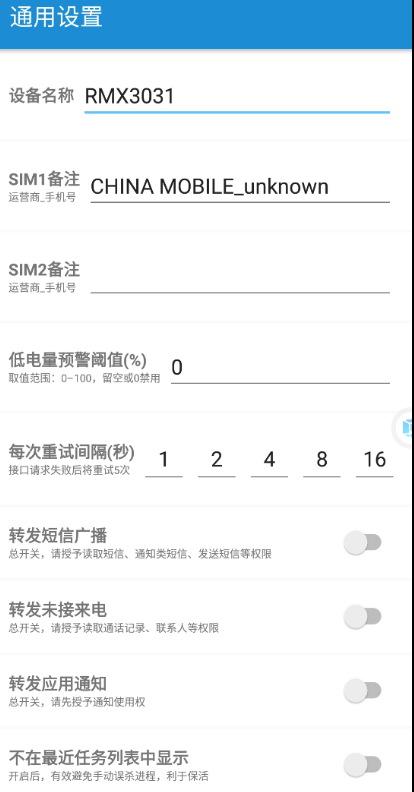 通用设置
设备名称 RMX3031
SIM1备注 CHINA MOBILE_unknown
运营商_手机号
SIM2备注
运营商_手机号
低电量预警阈值(%) 0
取值范围：0–100，留空或0禁用
每次重试间隔(秒) 1 2 4 8 16
接口请求失败后将重试5次
转发短信广播
总开关，请授予读取短信、通知类短信、发送短信等权限
转发未接来电
总开关，请授予读取通话记录、联系人等权限
转发应用通知
总开关，请先授予通知使用权
不在最近任务列表中显示
开启后，有效避免手动误杀进程，利于保活